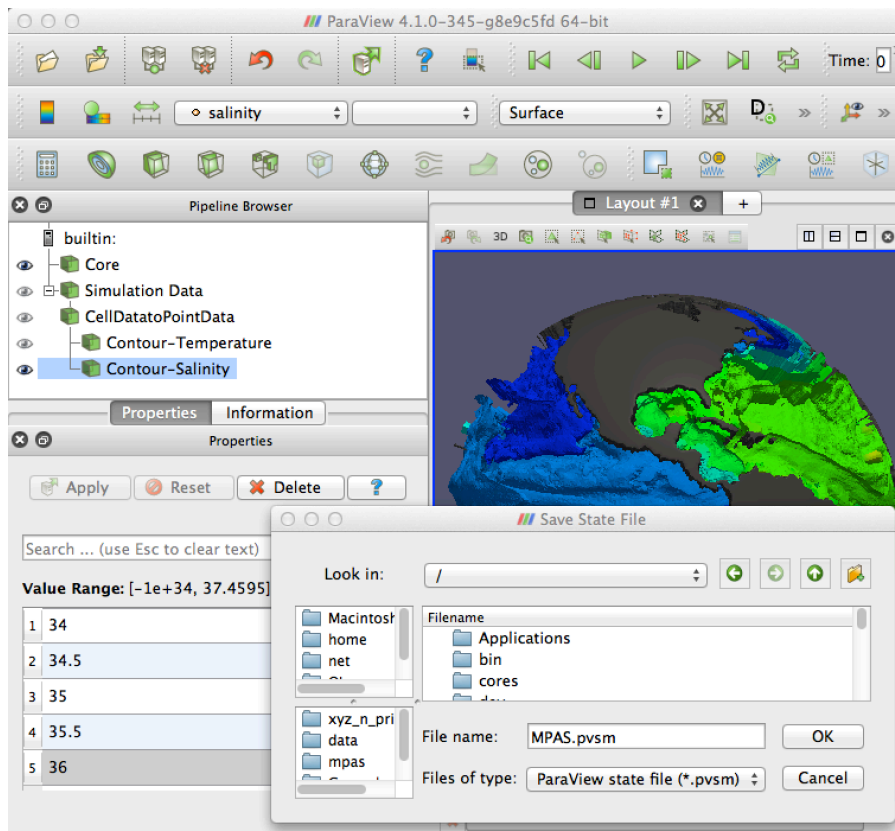 ParaView 4.1.0-345-g8e9c5fd 64-bit
Time: 0
salinity
Surface
Pipeline Browser
Layout #1
+
builtin:
3D
Core
Simulation Data
CellDatatoPointData
Contour-Temperature
Contour-Salinity
Properties Information
Properties
Apply Reset Delete ?
Save State File
Search ... (use Esc to clear text)
Look in: /
Value Range: [-1e+34, 37.4595]
Macintosh
home
net
Filename
Applications
bin
cores
1 34
2 34.5
3 35
4 35.5
5 36
xyz_n_pri
data
mpas
File name: MPAS.pvsm OK
Files of type: ParaView state file (*.pvsm) Cancel